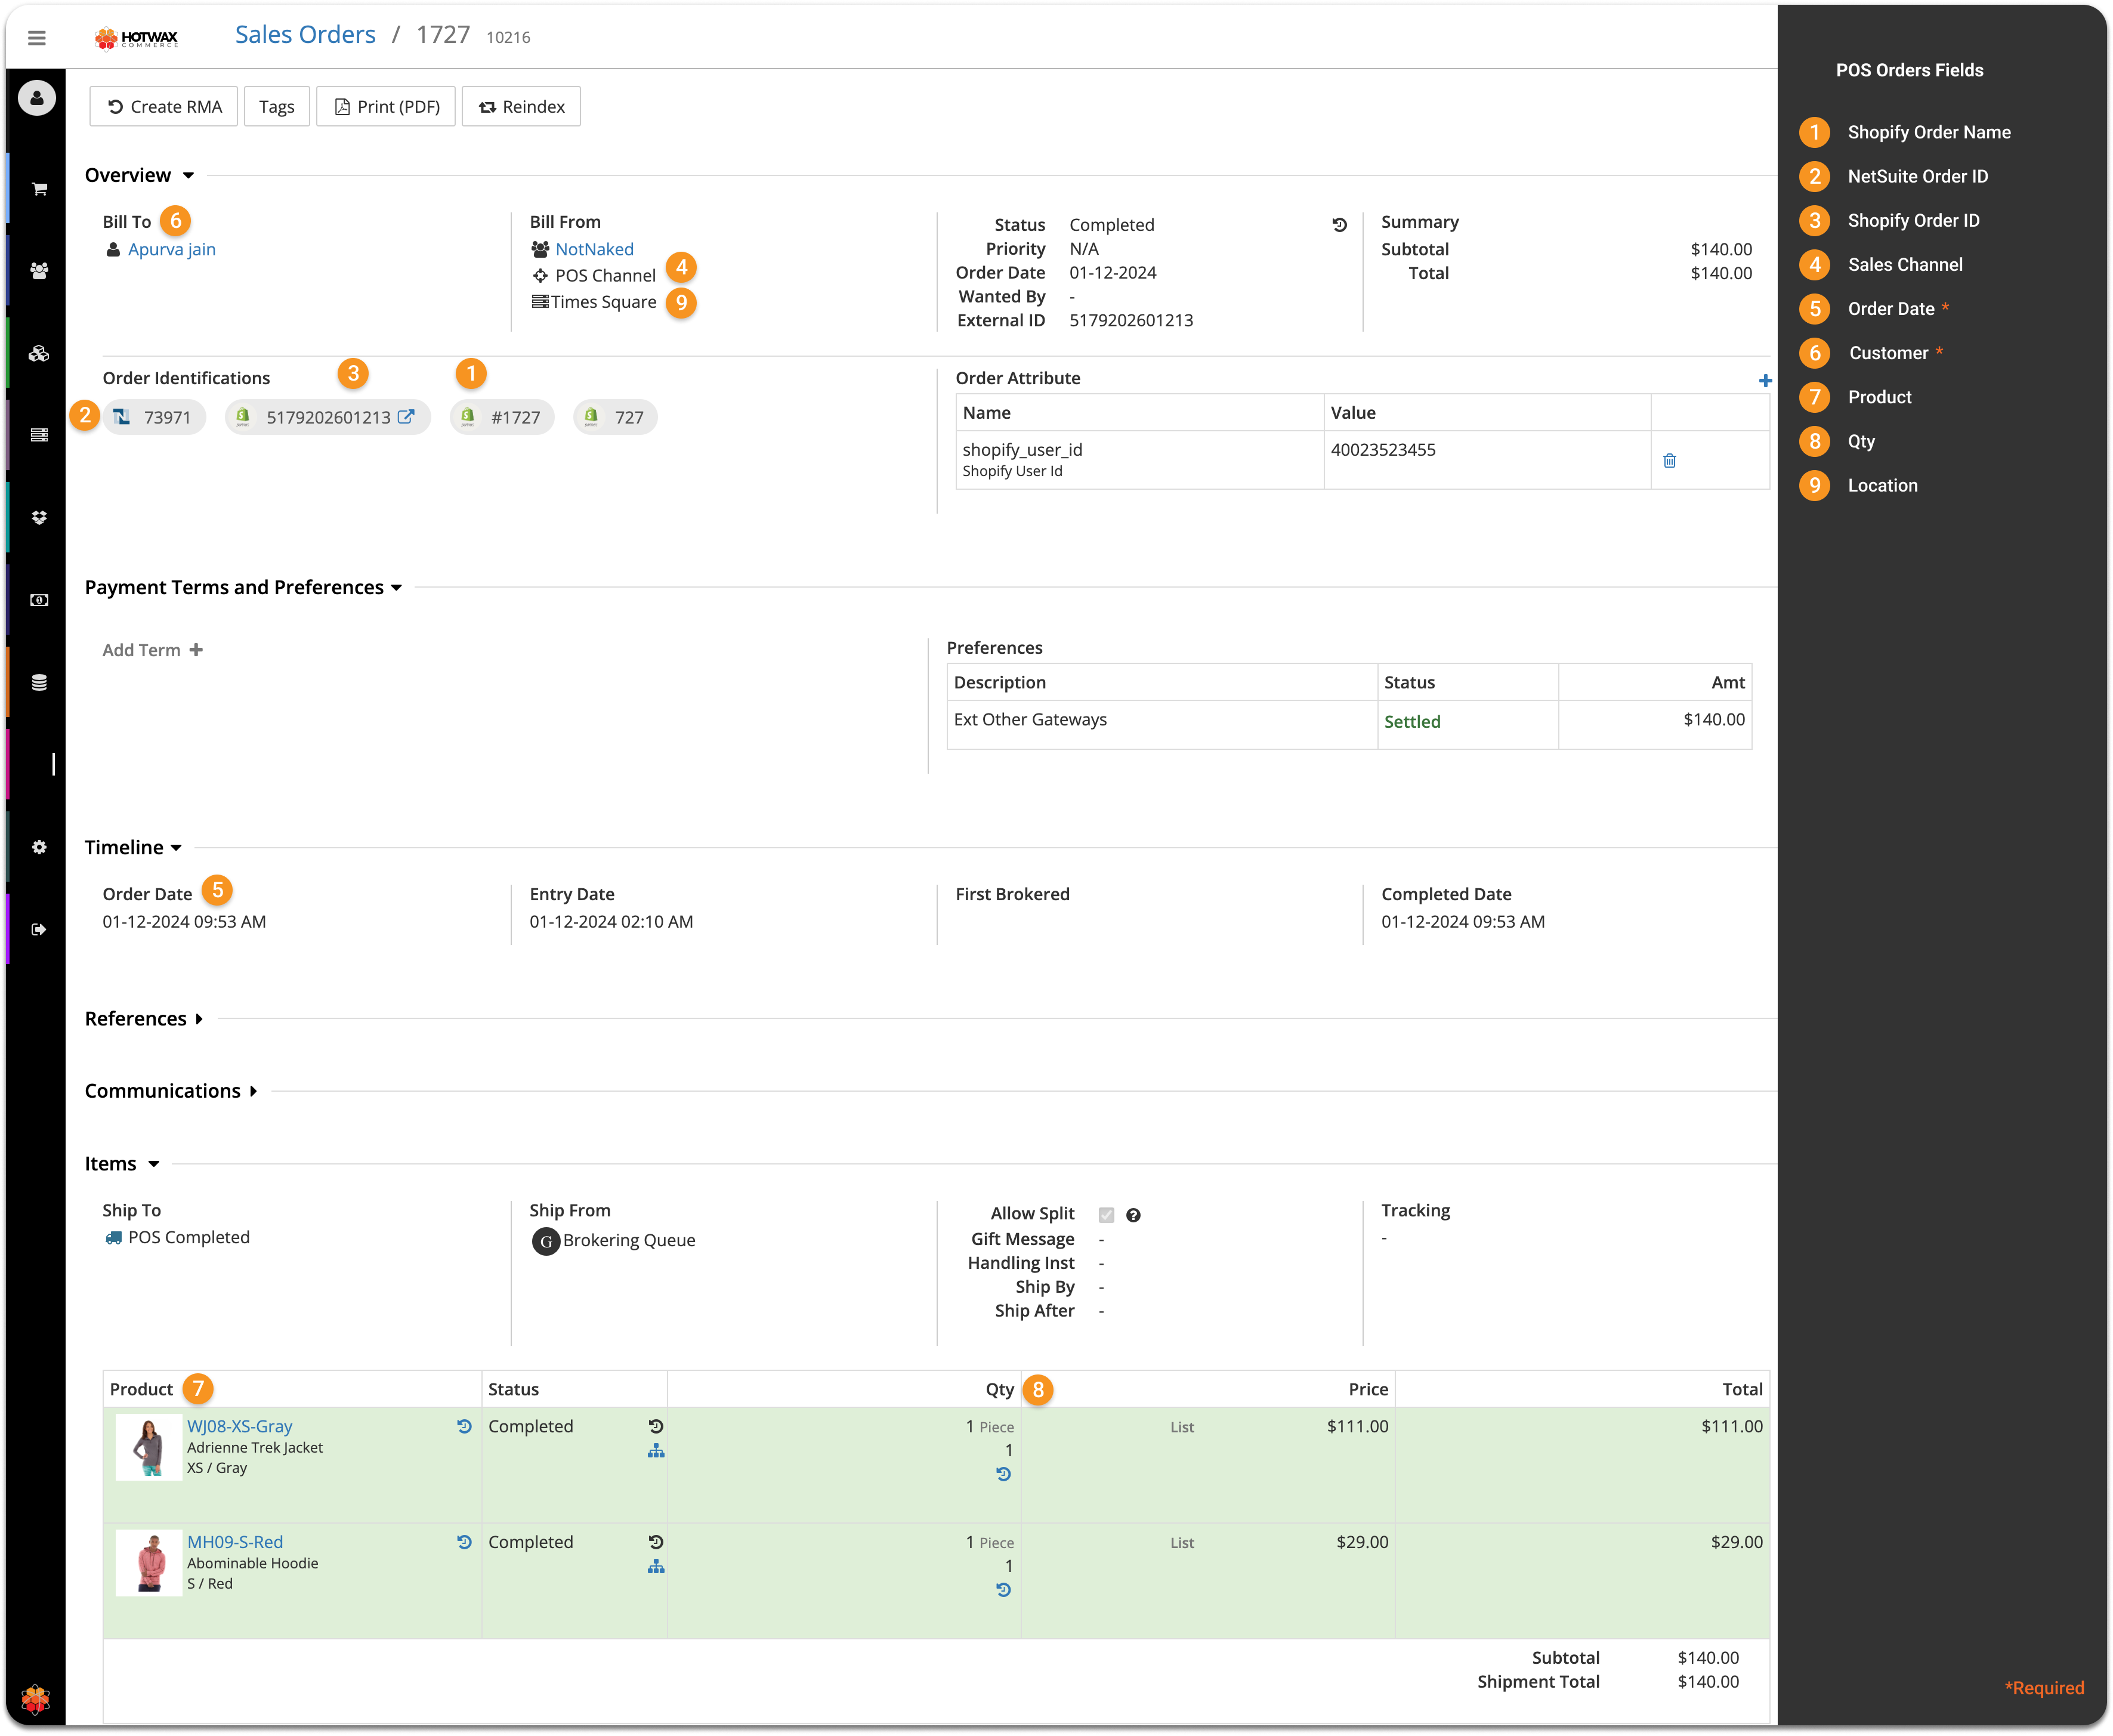 HOTWAX
COMMERCE
Sales Orders / 1727 10216
Create RMA
Tags
Print (PDF)
Reindex
Overview
Bill To 6
Apurva jain
Bill From
NotNaked
POS Channel 4
Times Square 9
Status Completed
Priority N/A
Order Date 01-12-2024
Wanted By -
External ID 5179202601213
Summary
Subtotal $140.00
Total $140.00
Order Identifications 3 1
2 73971 5179202601213 #1727 727
Order Attribute
Name Value
shopify_user_id 40023523455
Shopify User Id
Payment Terms and Preferences
Add Term
Preferences
Description Status Amt
Ext Other Gateways Settled $140.00
Timeline
Order Date 5
01-12-2024 09:53 AM
Entry Date
01-12-2024 02:10 AM
First Brokered
Completed Date
01-12-2024 09:53 AM
References
Communications
Items
Ship To
POS Completed
Ship From
G Brokering Queue
Allow Split ?
Gift Message -
Handling Inst -
Ship By -
Ship After -
Tracking
-
Product 7 Status Qty 8 Price Total
WJ08-XS-Gray Completed 1 Piece List $111.00 $111.00
Adrienne Trek Jacket 1
XS / Gray
MH09-S-Red Completed 1 Piece List $29.00 $29.00
Abominable Hoodie 1
S / Red
Subtotal $140.00
Shipment Total $140.00
POS Orders Fields
1 Shopify Order Name
2 NetSuite Order ID
3 Shopify Order ID
4 Sales Channel
5 Order Date *
6 Customer *
7 Product
8 Qty
9 Location
*Required